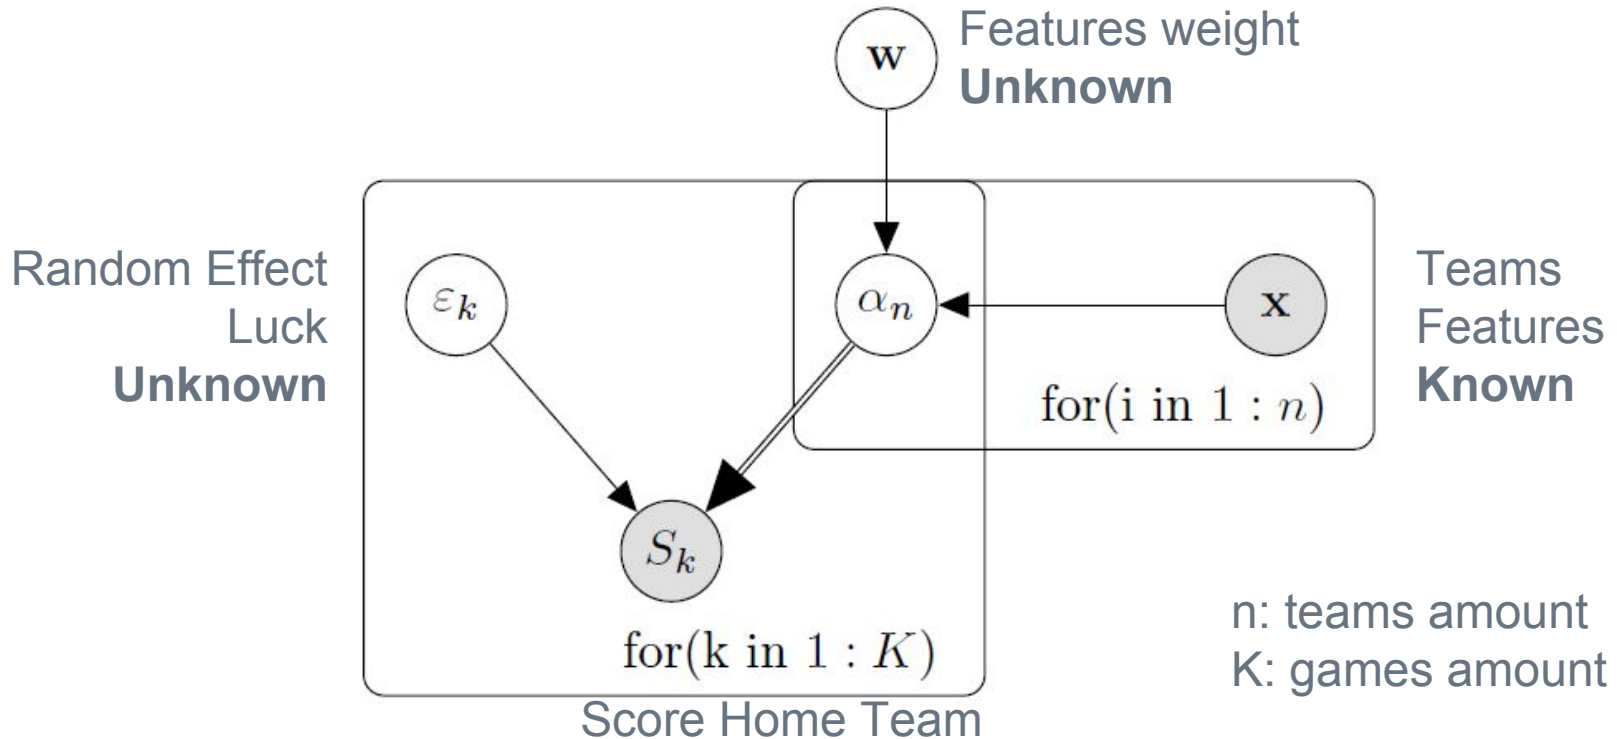 w
Features weight
Unknown
Random Effect
Luck
Unknown
εₖ
αₙ
x
Teams
Features
Known
for(i in 1 : n)
Sₖ
for(k in 1 : K)
n: teams amount
K: games amount
Score Home Team